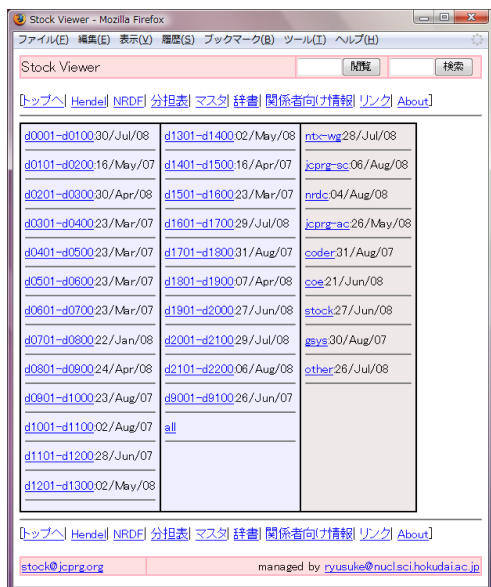 Stock Viewer - Mozilla Firefox
ファイル(F) 編集(E) 表示(V) 履歴(S) ブックマーク(B) ツール(T) ヘルプ(H)
Stock Viewer 閲覧 検索
[トップへ| Hendel| NRDF| 分担表| マスタ| 辞書| 関係者向け情報| リンク| About]
d0001-d0100:30/Jul/08
d0101-d0200:16/May/07
d0201-d0300:30/Apr/08
d0301-d0400:23/Mar/07
d0401-d0500:23/Mar/07
d0501-d0600:23/Mar/07
d0601-d0700:23/Mar/07
d0701-d0800:22/Jan/08
d0801-d0900:24/Apr/08
d0901-d1000:23/Aug/07
d1001-d1100:02/Aug/07
d1101-d1200:28/Jun/07
d1201-d1300:02/May/08
d1301-d1400:02/May/08
d1401-d1500:16/Apr/07
d1501-d1600:23/Mar/07
d1601-d1700:29/Jul/08
d1701-d1800:31/Aug/07
d1801-d1900:07/Apr/08
d1901-d2000:27/Jun/08
d2001-d2100:29/Jul/08
d2101-d2200:06/Aug/08
d9001-d9100:26/Jun/07
all
ntx-wg:28/Jul/08
jcprg-sc:06/Aug/08
nrdc:04/Aug/08
jcprg-ac:26/May/08
coder:31/Aug/07
coe:21/Jun/08
stock:27/Jun/08
gsys:30/Aug/07
other:26/Jul/08
[トップへ| Hendel| NRDF| 分担表| マスタ| 辞書| 関係者向け情報| リンク| About]
stock@jcprg.org managed by ryusuke@nucl.sci.hokudai.ac.jp